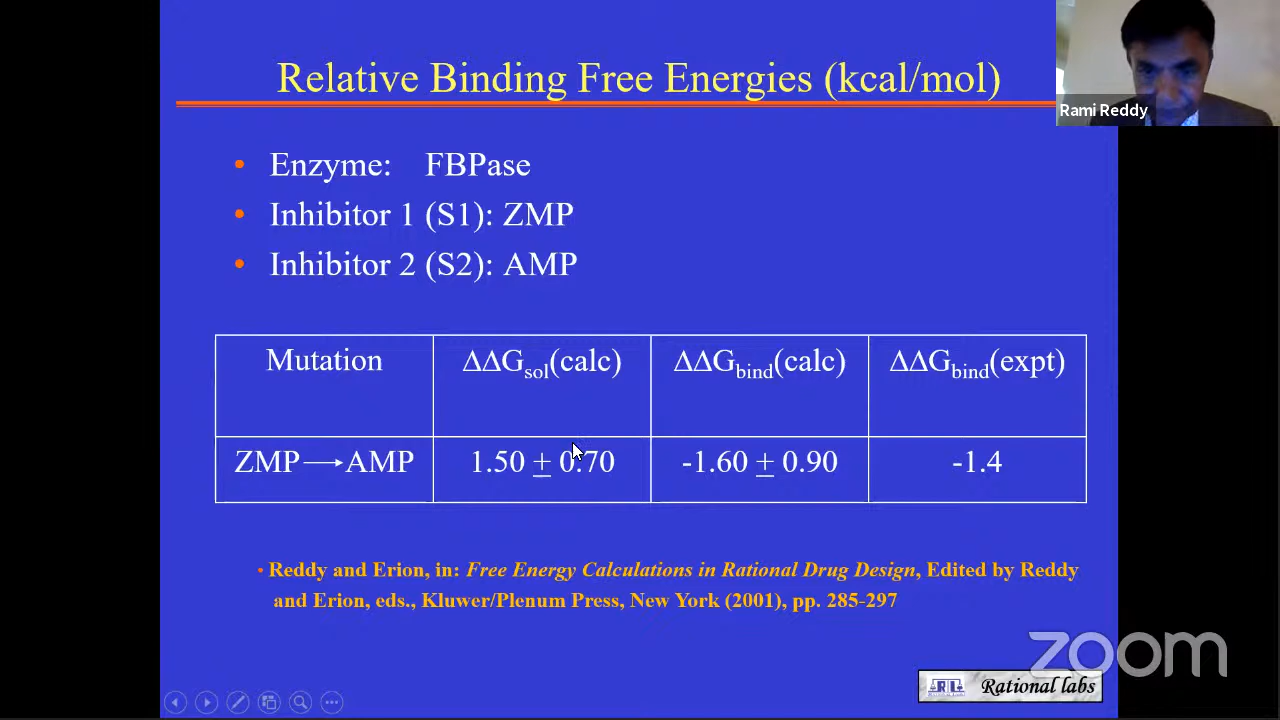 Relative Binding Free Energies (kcal/mol)
Rami Reddy
• Enzyme: FBPase
• Inhibitor 1 (S1): ZMP
• Inhibitor 2 (S2): AMP
Mutation ΔΔGsol(calc) ΔΔGbind(calc) ΔΔGbind(expt)
ZMP→AMP 1.50 ± 0.70 -1.60 ± 0.90 -1.4
• Reddy and Erion, in: Free Energy Calculations in Rational Drug Design, Edited by Reddy
and Erion, eds., Kluwer/Plenum Press, New York (2001), pp. 285-297
zoom
RL Rational labs